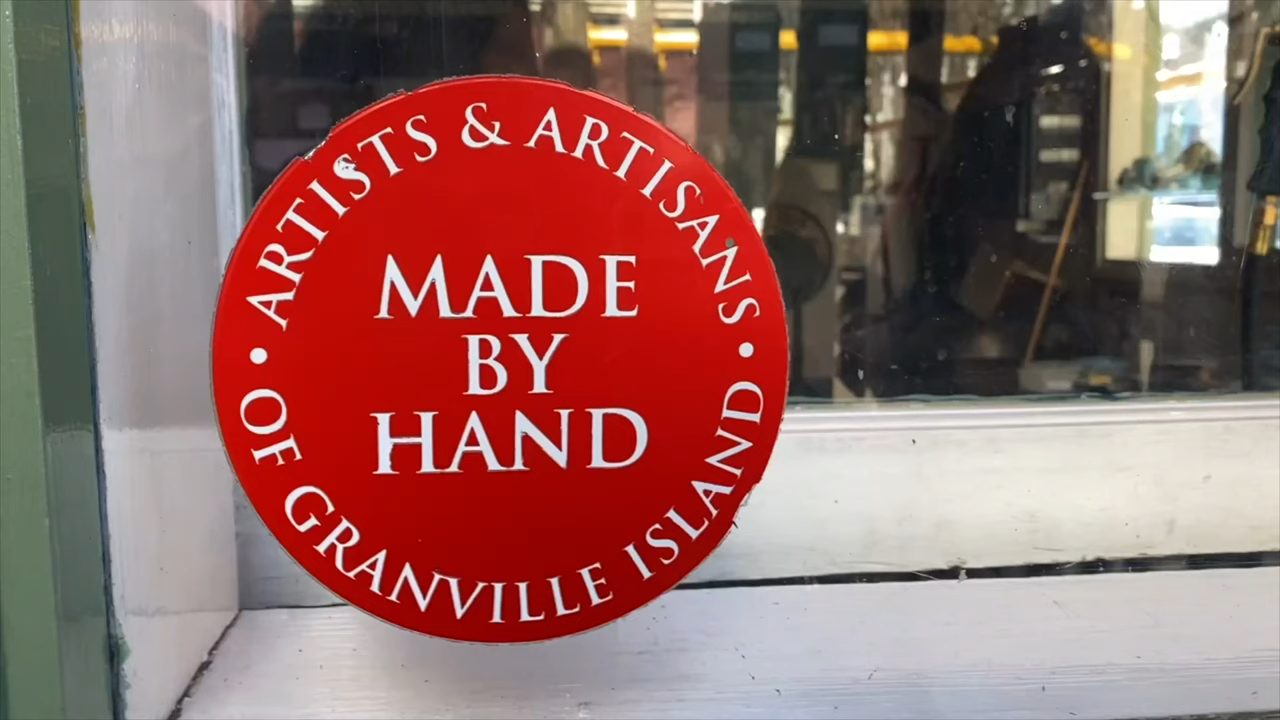 ARTISTS & ARTISANS
MADE
BY
HAND
• OF GRANVILLE ISLAND •